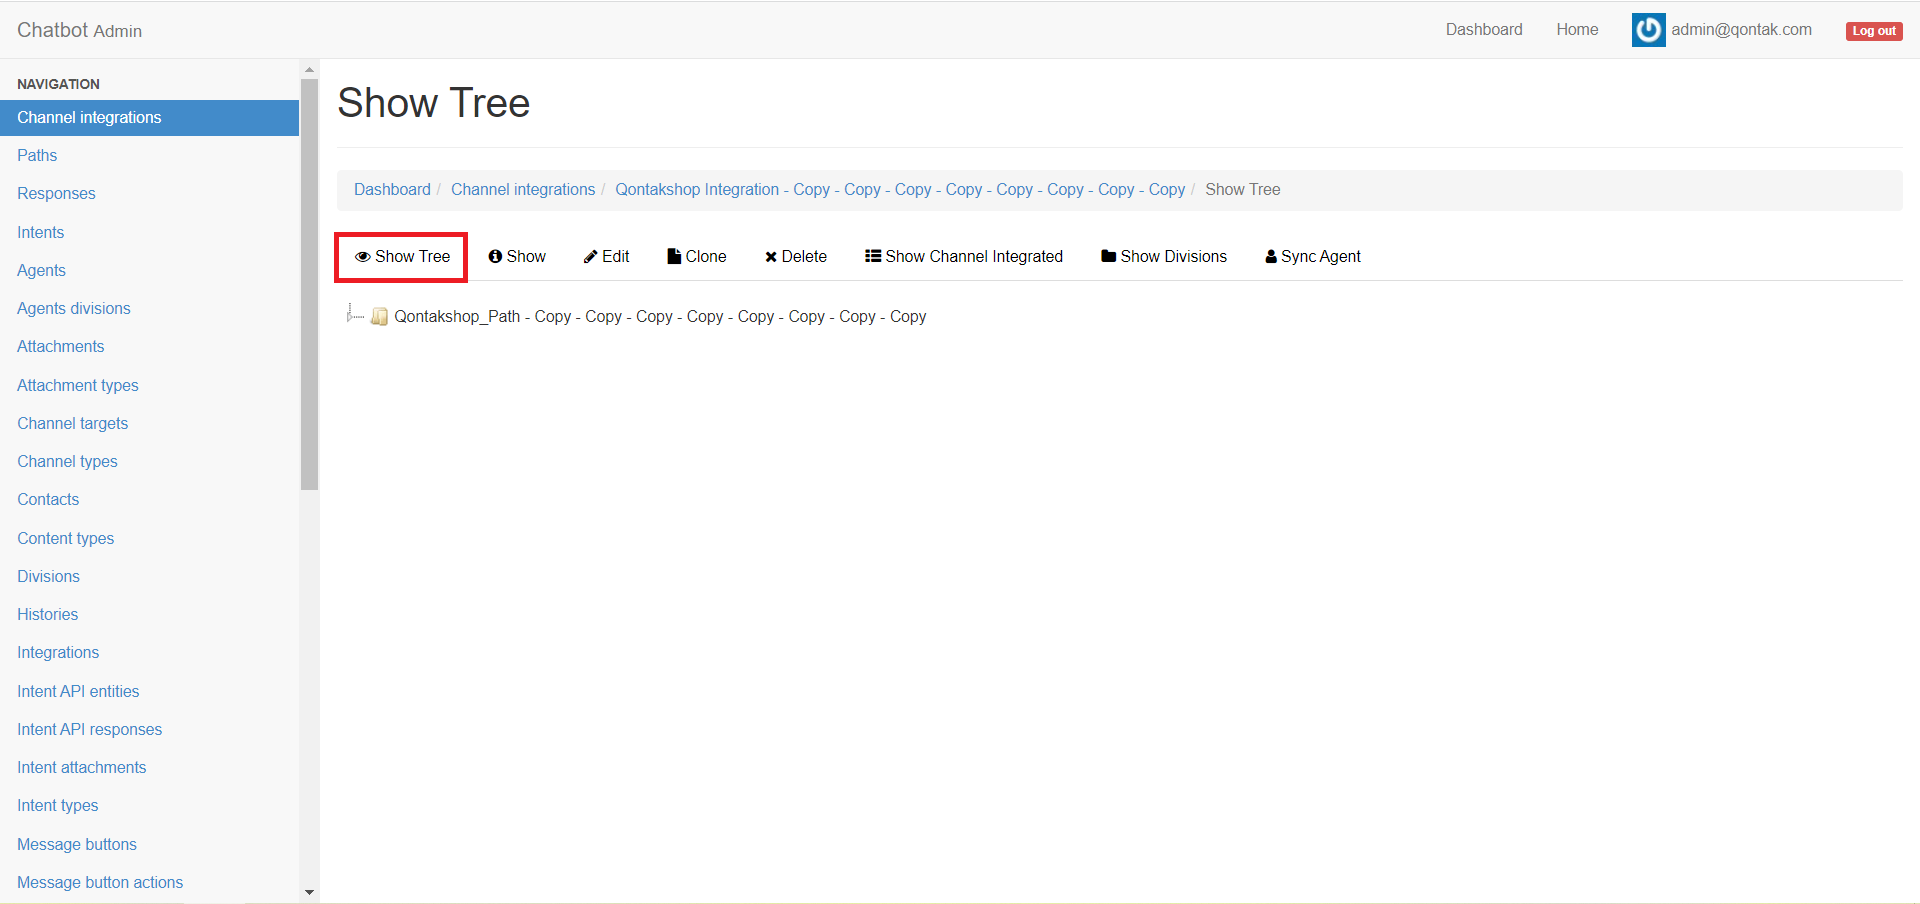 Chatbot Admin
Dashboard
Home
admin@qontak.com
Log out
NAVIGATION
Channel integrations
Paths
Responses
Intents
Agents
Agents divisions
Attachments
Attachment types
Channel targets
Channel types
Contacts
Content types
Divisions
Histories
Integrations
Intent API entities
Intent API responses
Intent attachments
Intent types
Message buttons
Message button actions
Show Tree
Dashboard / Channel integrations / Qontakshop Integration - Copy - Copy - Copy - Copy - Copy - Copy - Copy - Copy / Show Tree
Show Tree
Show
Edit
Clone
Delete
Show Channel Integrated
Show Divisions
Sync Agent
Qontakshop_Path - Copy - Copy - Copy - Copy - Copy - Copy - Copy - Copy